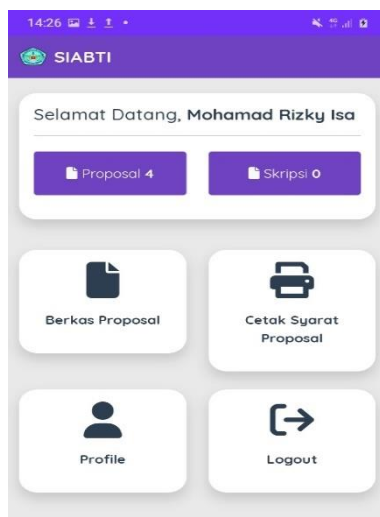 14:26
SIABTI
Selamat Datang, Mohamad Rizky Isa
Proposal 4
Skripsi 0
Berkas Proposal
Cetak Syarat
Proposal
Profile
Logout